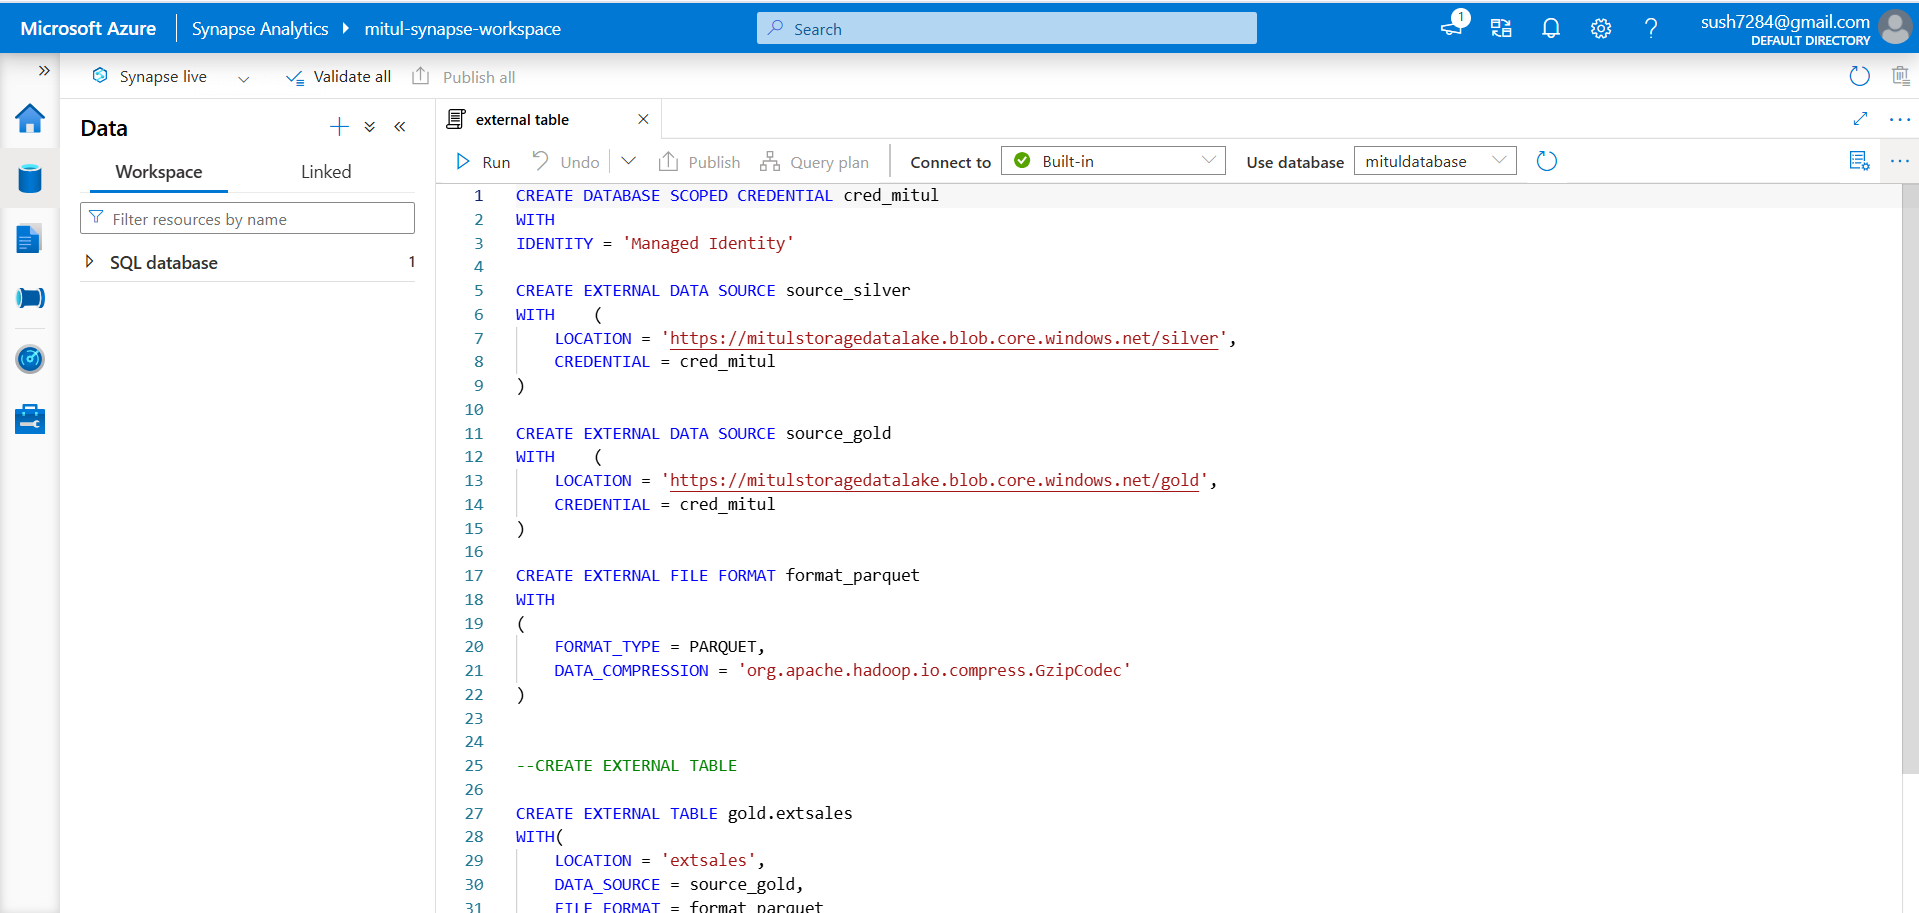 Microsoft Azure Synapse Analytics mitul-synapse-workspace Search 1 sush7284@gmail.com
DEFAULT DIRECTORY
Synapse live Validate all Publish all
Data
Workspace Linked
Filter resources by name
SQL database 1
external table
Run Undo Publish Query plan Connect to Built-in Use database mituldatabase
1 CREATE DATABASE SCOPED CREDENTIAL cred_mitul
2 WITH
3 IDENTITY = 'Managed Identity'
4
5 CREATE EXTERNAL DATA SOURCE source_silver
6 WITH    (
7     LOCATION = 'https://mitulstoragedatalake.blob.core.windows.net/silver',
8     CREDENTIAL = cred_mitul
9 )
10
11 CREATE EXTERNAL DATA SOURCE source_gold
12 WITH    (
13     LOCATION = 'https://mitulstoragedatalake.blob.core.windows.net/gold',
14     CREDENTIAL = cred_mitul
15 )
16
17 CREATE EXTERNAL FILE FORMAT format_parquet
18 WITH
19 (
20     FORMAT_TYPE = PARQUET,
21     DATA_COMPRESSION = 'org.apache.hadoop.io.compress.GzipCodec'
22 )
23
24
25 --CREATE EXTERNAL TABLE
26
27 CREATE EXTERNAL TABLE gold.extsales
28 WITH(
29     LOCATION = 'extsales',
30     DATA_SOURCE = source_gold,
31     FILE_FORMAT = format_parquet